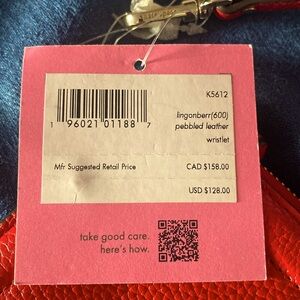 K5612
1 96021 01188 7
lingonberr(600)
pebbled leather
wristlet
Mfr Suggested Retail Price CAD $158.00
USD $128.00
take good care.
here's how.